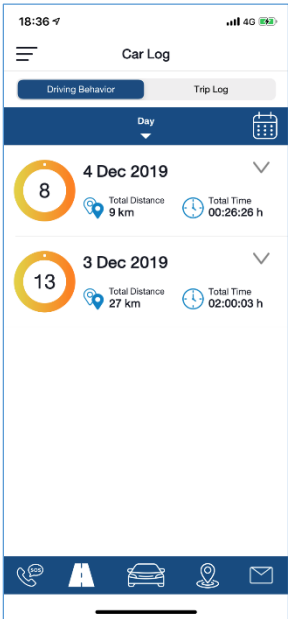 18:36 4G
Car Log
Driving Behavior Trip Log
Day
4 Dec 2019
8
Total Distance Total Time
9 km 00:26:26 h
3 Dec 2019
13
Total Distance Total Time
27 km 02:00:03 h
SOS